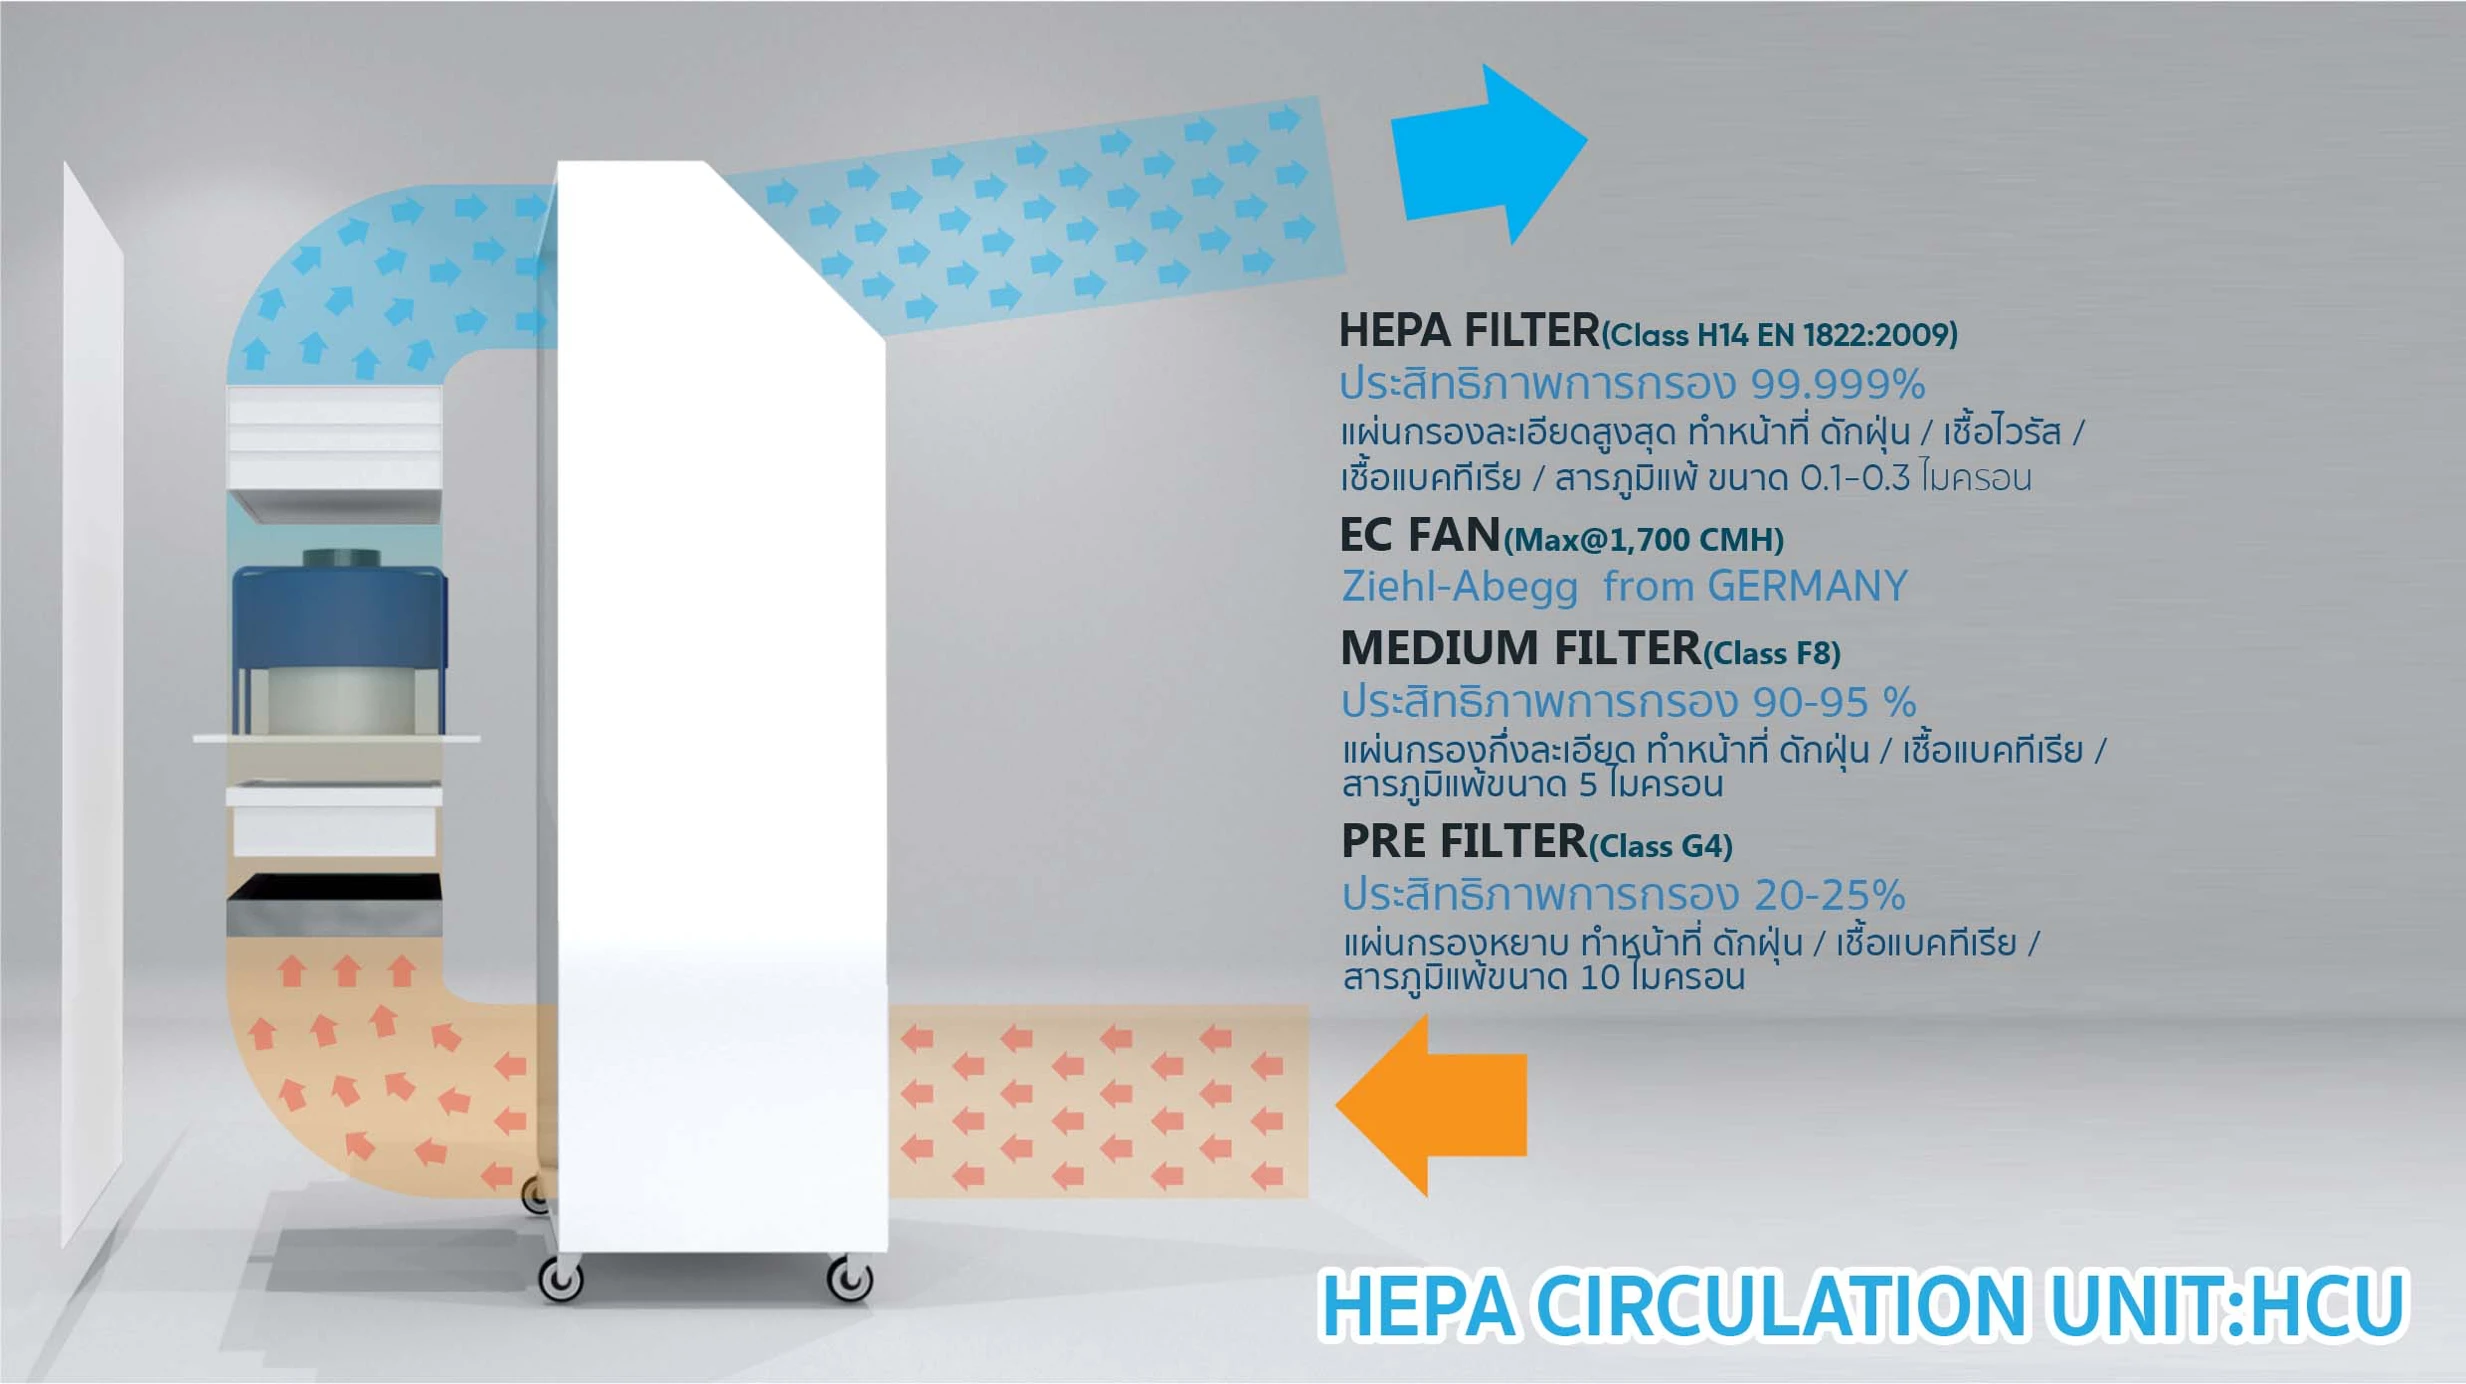 HEPA FILTER(Class H14 EN 1822:2009)
ประสิทธิภาพการกรอง 99.999%
แผ่นกรองละเอียดสูงสุด ทำหน้าที่ ดักฝุ่น / เชื้อไวรัส /
เชื้อแบคทีเรีย / สารภูมิแพ้ ขนาด 0.1-0.3 ไมครอน
EC FAN(Max@1,700 CMH)
Ziehl-Abegg from GERMANY
MEDIUM FILTER(Class F8)
ประสิทธิภาพการกรอง 90-95 %
แผ่นกรองกึ่งละเอียด ทำหน้าที่ ดักฝุ่น / เชื้อแบคทีเรีย /
สารภูมิแพ้ขนาด 5 ไมครอน
PRE FILTER(Class G4)
ประสิทธิภาพการกรอง 20-25%
แผ่นกรองหยาบ ทำหน้าที่ ดักฝุ่น / เชื้อแบคทีเรีย /
สารภูมิแพ้ขนาด 10 ไมครอน
HEPA CIRCULATION UNIT:HCU